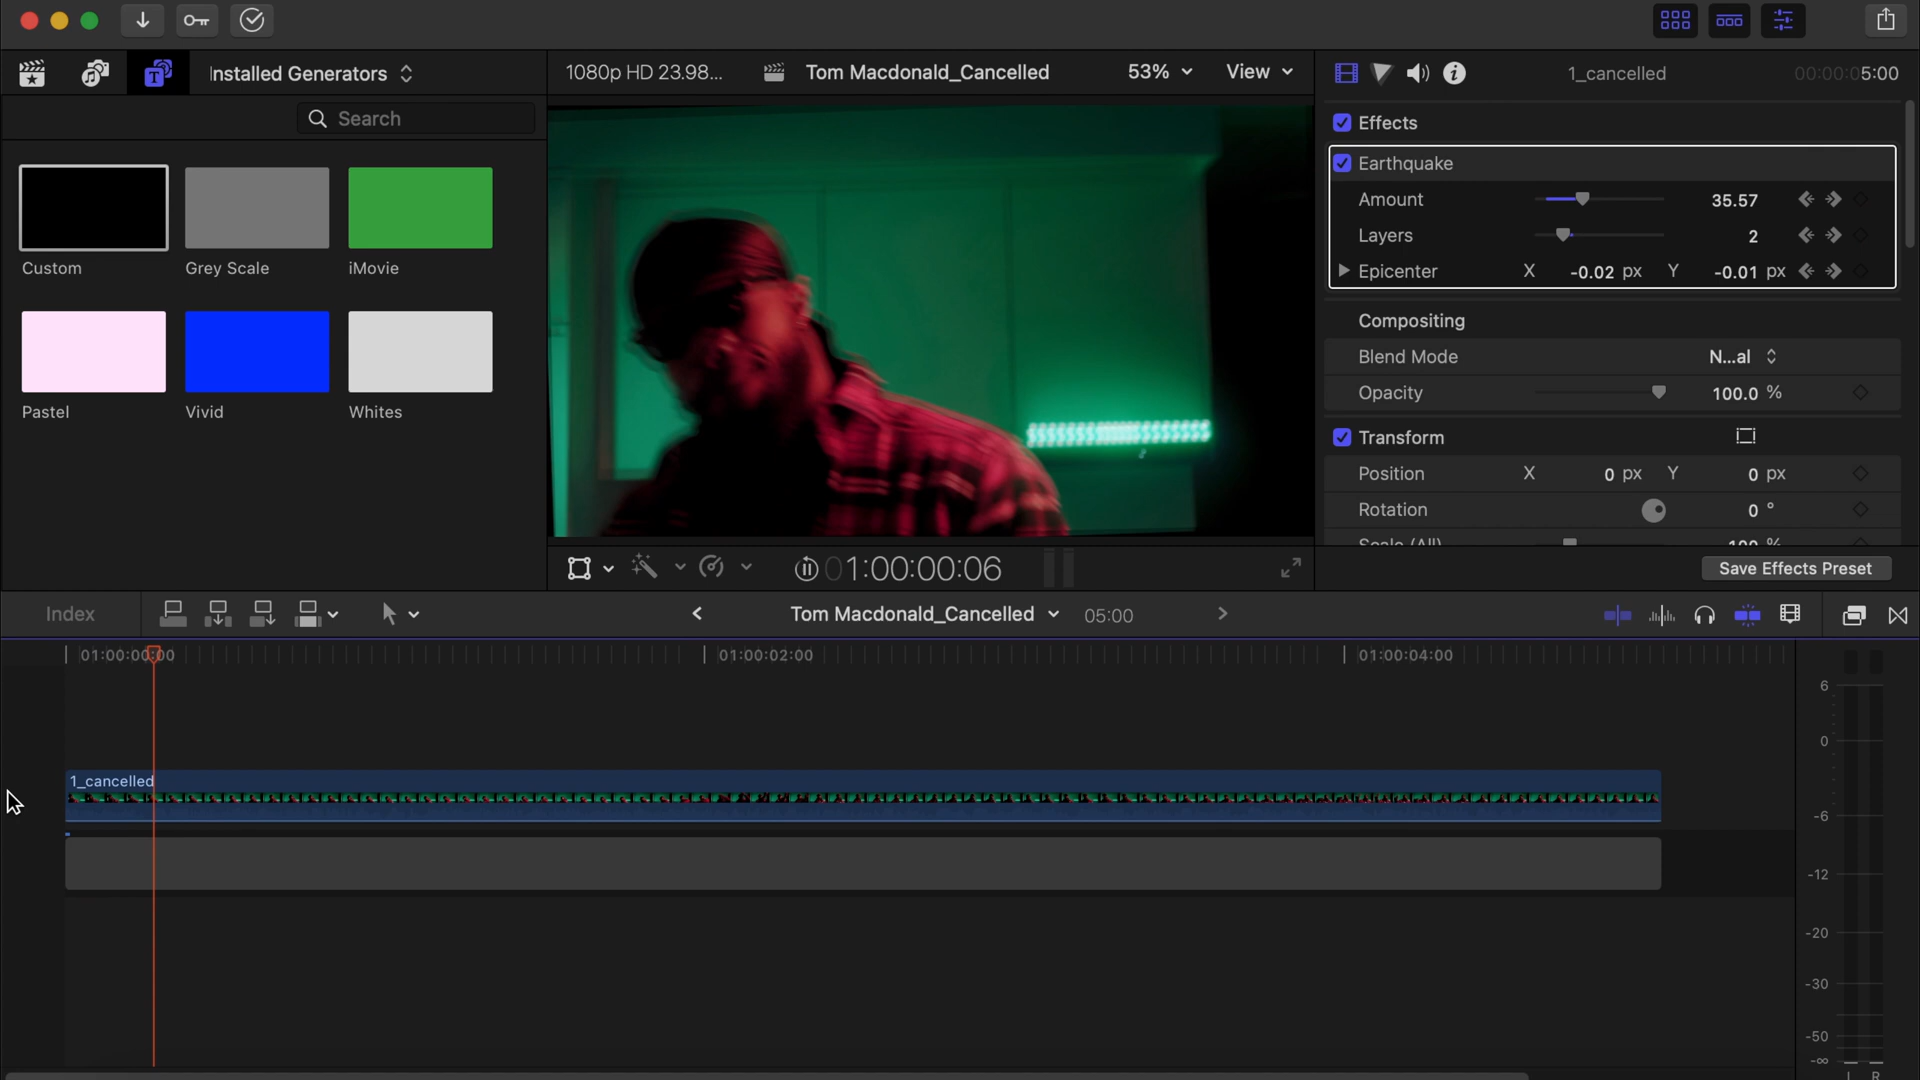 Installed Generators
1080p HD 23.98...
Tom Macdonald_Cancelled
53%
View
1_cancelled
00:00:05:00
Search
Custom
Grey Scale
iMovie
Pastel
Vivid
Whites
Effects
Earthquake
Amount 35.57
Layers 2
Epicenter X -0.02 px Y -0.01 px
Compositing
Blend Mode N...al
Opacity 100.0 %
Transform
Position X 0 px Y 0 px
Rotation 0 °
Scale (All) 100 %
Save Effects Preset
01:00:00:06
Index
Tom Macdonald_Cancelled 05:00
01:00:00:00
01:00:02:00
01:00:04:00
1_cancelled
6
0
-6
-12
-20
-30
-50
-∞
L R